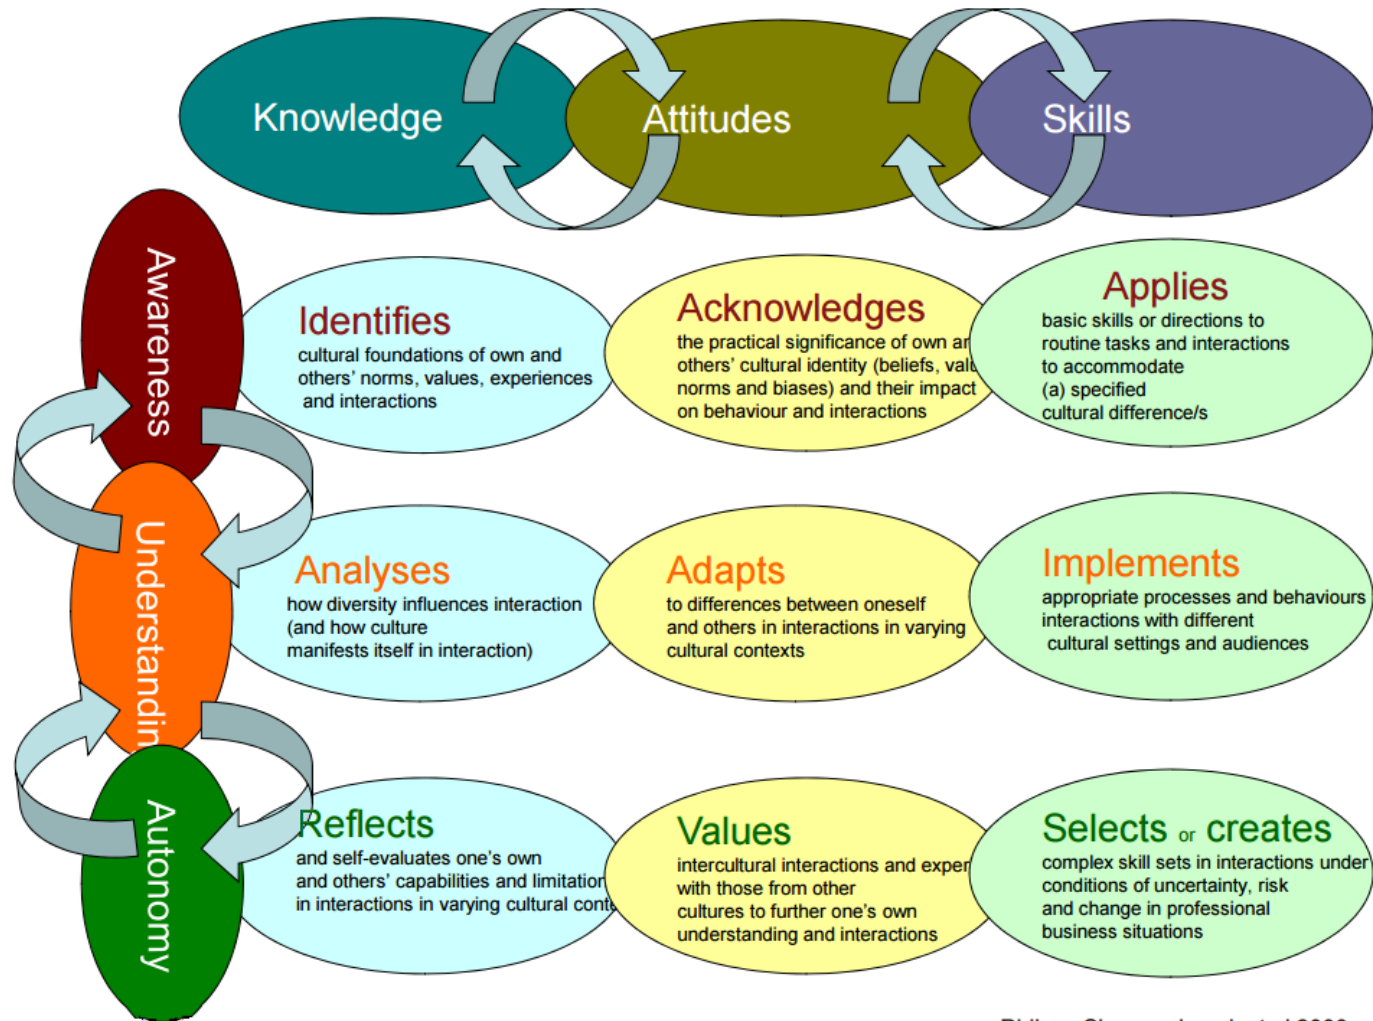 Knowledge
Attitudes
Skills
Awareness
Identifies
cultural foundations of own and
others' norms, values, experiences
and interactions
Acknowledges
the practical significance of own
others' cultural identity (beliefs,
norms and biases) and their impact
on behaviour and interactions
Applies
basic skills or directions to
routine tasks and interactions
to accommodate
(a) specified
cultural difference/s
Understandin
Analyses
how diversity influences interaction
(and how culture
manifests itself in interaction)
Adapts
to differences between oneself
and others in interactions in varying
cultural contexts
Implements
appropriate processes and behaviours
interactions with different
cultural settings and audiences
Autonomy
Reflects
and self-evaluates one's own
and others' capabilities and limitation
in interactions in varying cultural
Values
intercultural interactions and
with those from other
cultures to further one's own
understanding and interactions
Selects or creates
complex skill sets in interactions under
conditions of uncertainty, risk
and change in professional
business situations